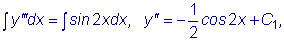 ∫y'''dx = ∫sin 2xdx, y'' = −1/2 cos 2x + C₁,